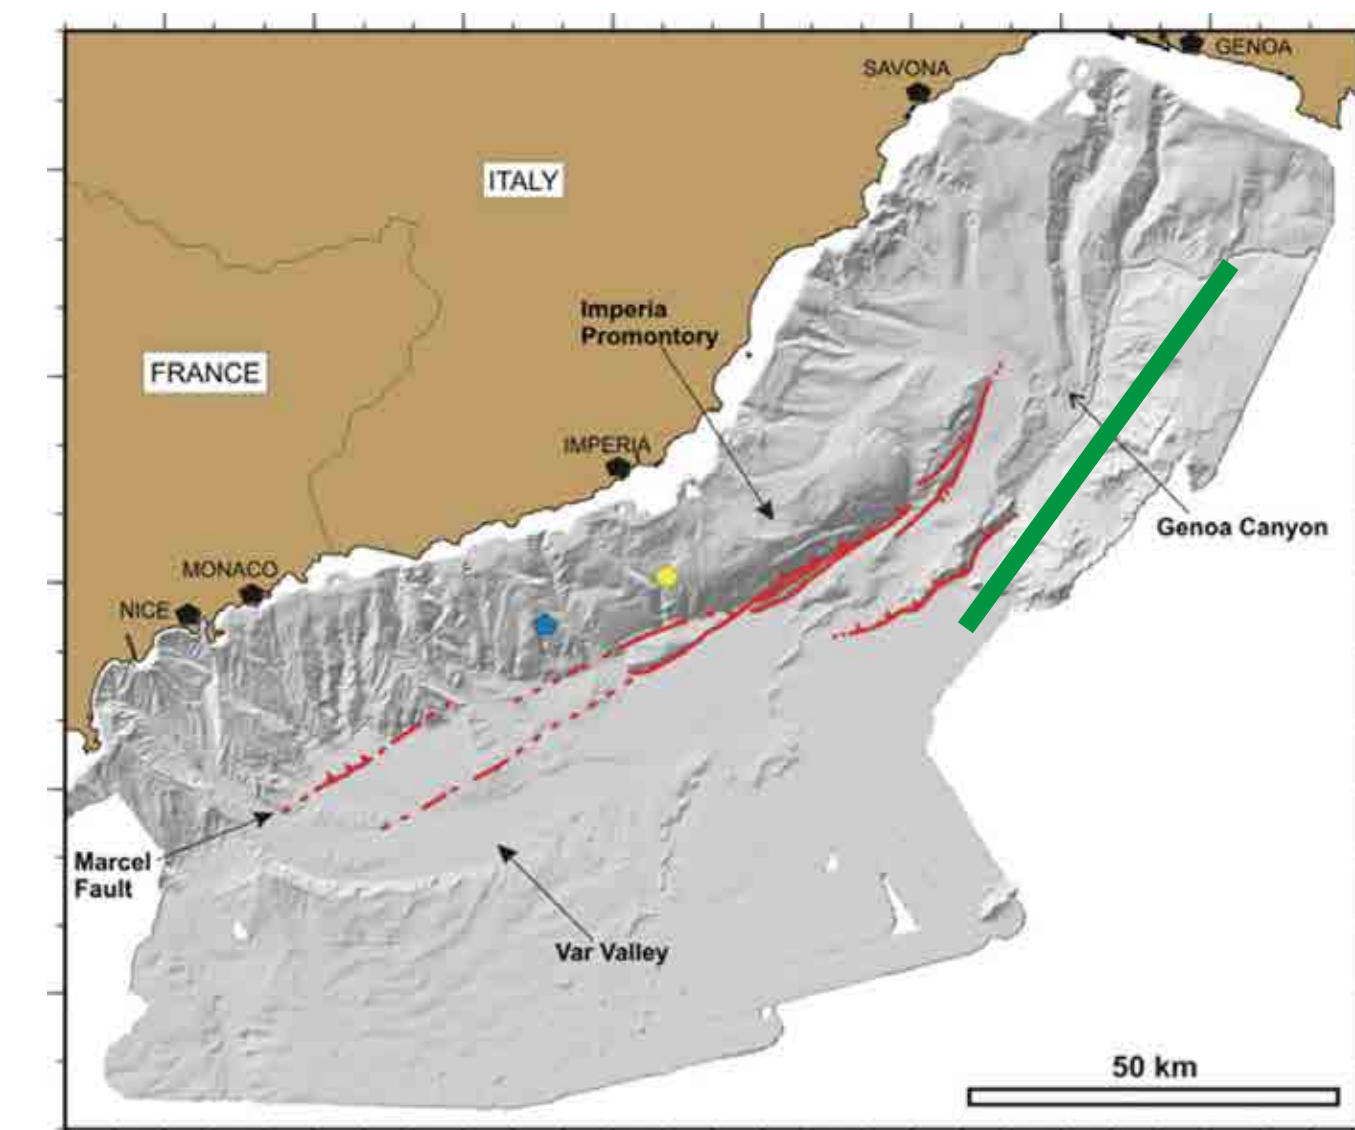 GENOA
SAVONA
ITALY
Imperia
Promontory
FRANCE
IMPERIA
Genoa Canyon
MONACO
NICE
Marcel
Fault
Var Valley
50 km